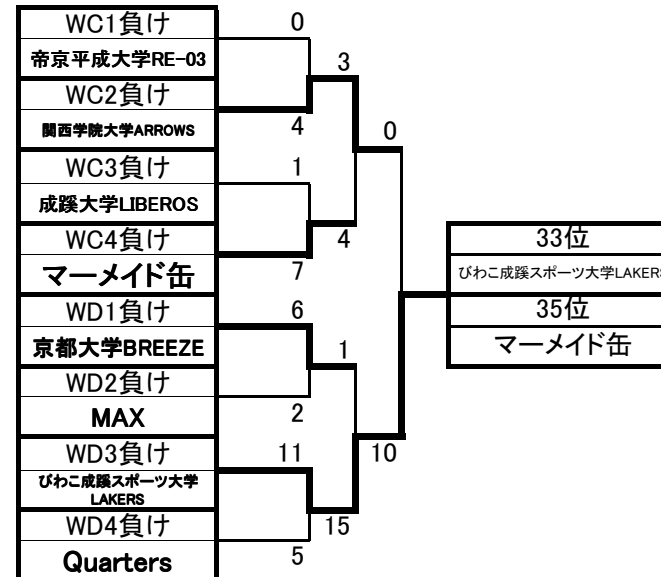 WC1負け
0
帝京平成大学RE-03
3
WC2負け
4
関西学院大学ARROWS
0
WC3負け
1
成蹊大学LIBEROS
WC4負け
4
33位
マーメイド缶
7
びわこ成蹊スポーツ大学LAKERS
WD1負け
6
35位
京都大学BREEZE
1
マーメイド缶
WD2負け
2
MAX
WD3負け
11
10
びわこ成蹊スポーツ大学
LAKERS
WD4負け
15
Quarters
5